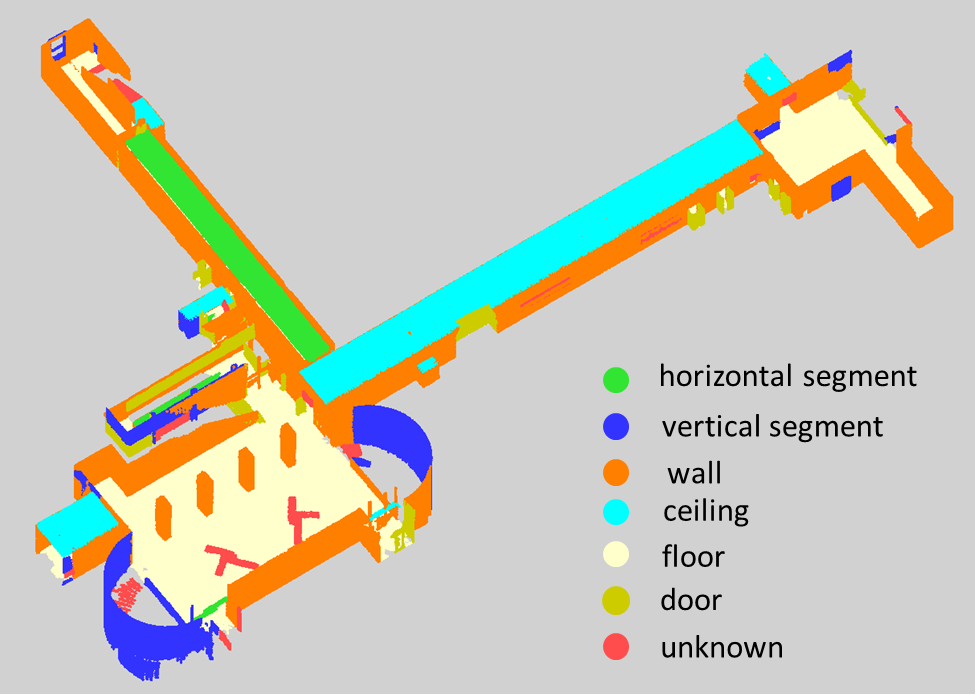 horizontal segment
vertical segment
wall
ceiling
floor
door
unknown